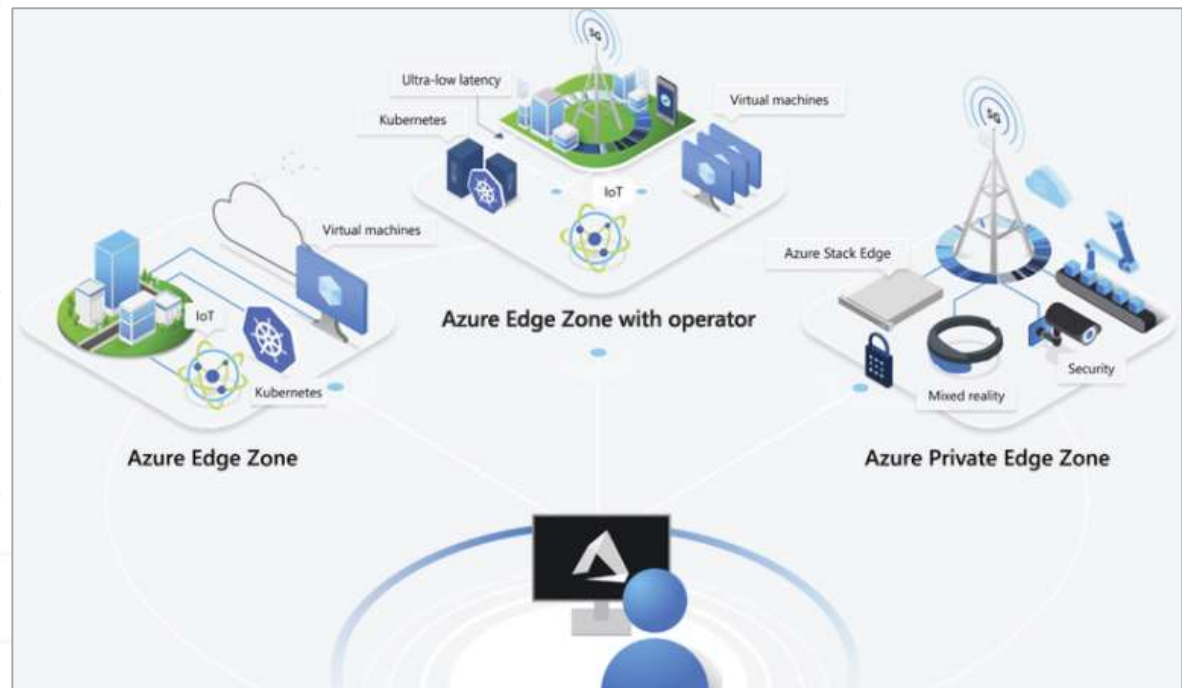 5G
Ultra-low latency
Kubernetes
Virtual machines
IoT
Azure Edge Zone with operator
Virtual machines
IoT
Kubernetes
Azure Edge Zone
5G
Azure Stack Edge
Security
Mixed reality
Azure Private Edge Zone